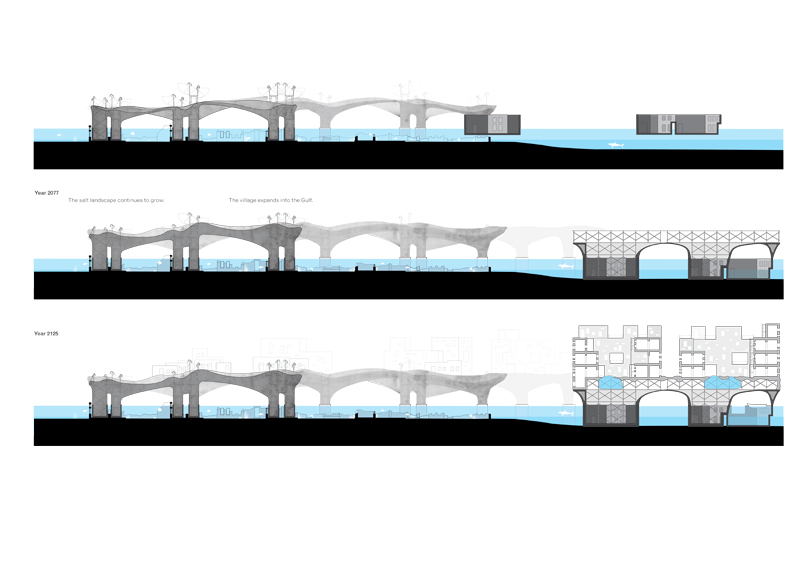 Year 2077
The salt landscape continues to grow. The village expands into the Gulf.
Year 2125